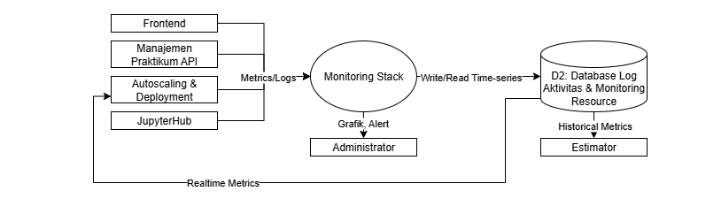 Frontend
Manajemen
Praktikum API
Autoscaling &
Deployment
JupyterHub
Metrics/Logs
Monitoring Stack
Write/Read Time-series
D2: Database Log
Aktivitas & Monitoring
Resource
Grafik, Alert
Administrator
Historical Metrics
Estimator
Realtime Metrics